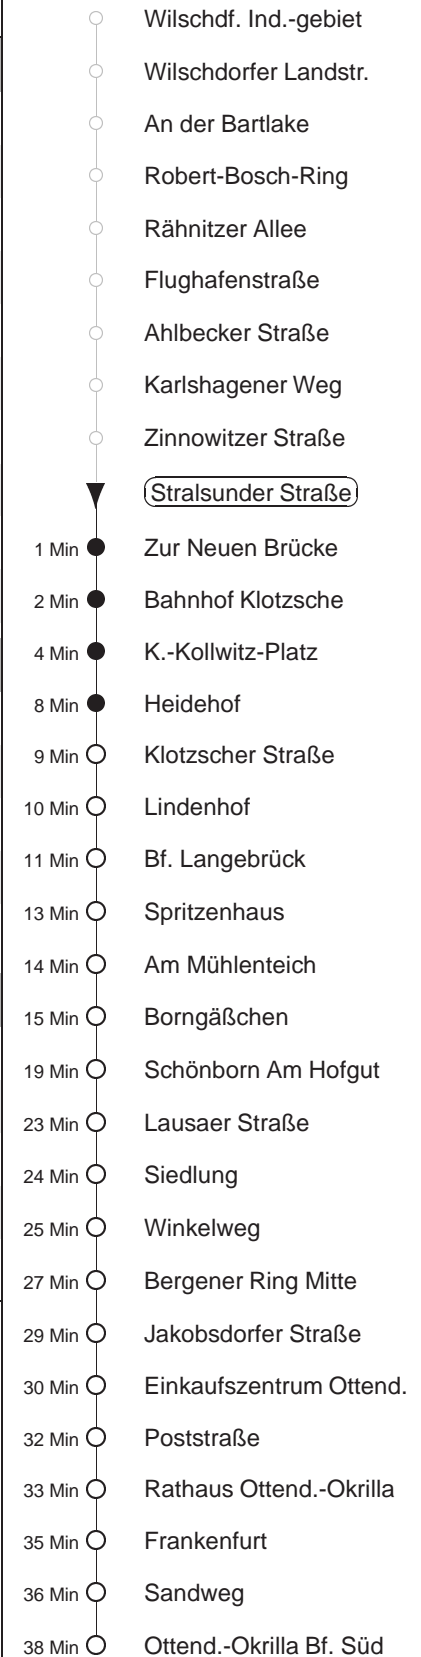 Wilschdf. Ind.-gebiet
Wilschdorfer Landstr.
An der Bartlake
Robert-Bosch-Ring
Rähnitzer Allee
Flughafenstraße
Ahlbecker Straße
Karlshagener Weg
Zinnowitzer Straße
Stralsunder Straße
1 Min Zur Neuen Brücke
2 Min Bahnhof Klotzsche
4 Min K.-Kollwitz-Platz
8 Min Heidehof
9 Min Klotzscher Straße
10 Min Lindenhof
11 Min Bf. Langebrück
13 Min Spritzenhaus
14 Min Am Mühlenteich
15 Min Borngäßchen
19 Min Schönborn Am Hofgut
23 Min Lausaer Straße
24 Min Siedlung
25 Min Winkelweg
27 Min Bergener Ring Mitte
29 Min Jakobsdorfer Straße
30 Min Einkaufszentrum Ottend.
32 Min Poststraße
33 Min Rathaus Ottend.-Okrilla
35 Min Frankenfurt
36 Min Sandweg
38 Min Ottend.-Okrilla Bf. Süd